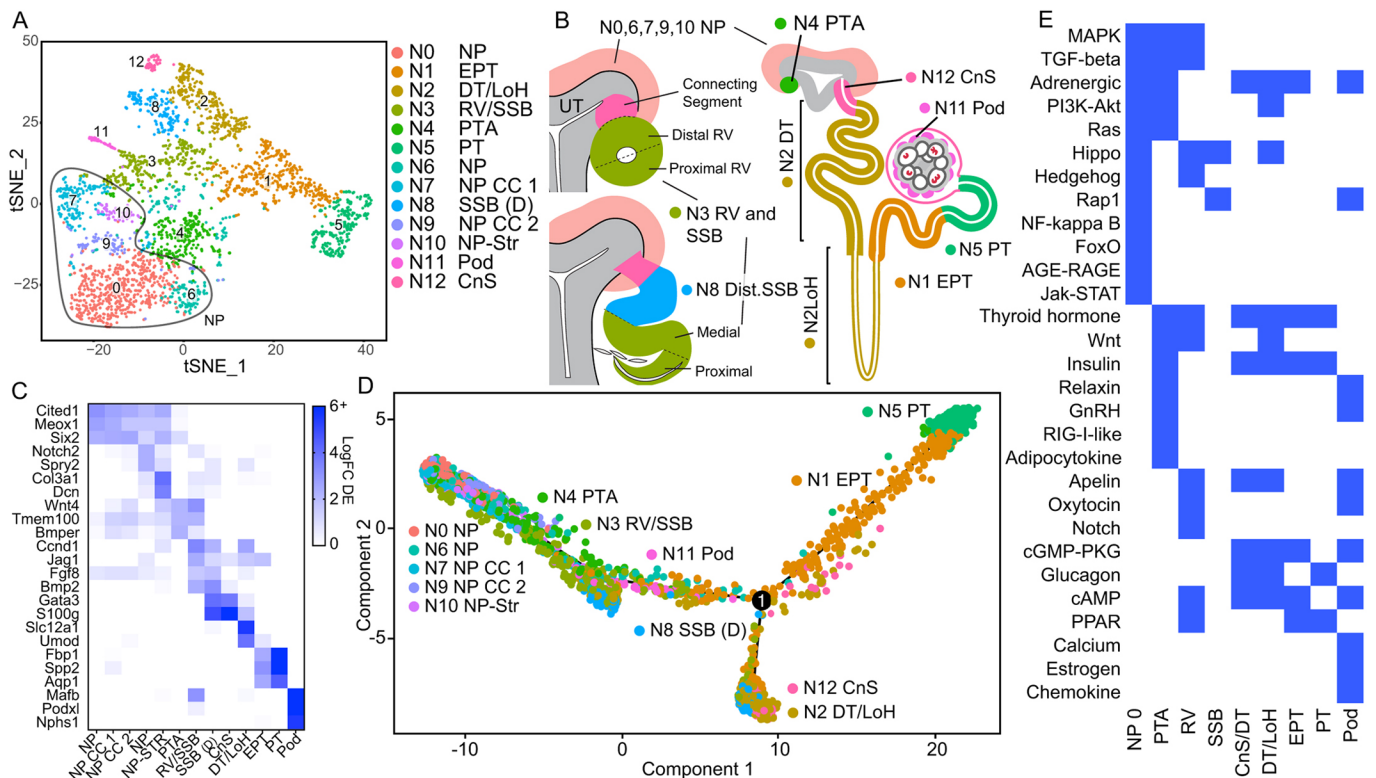 A
50
25
0
−25
tSNE_2
−20
0
20
40
tSNE_1
12
8
2
11
3
1
7
10
5
4
9
0
6
NP
N0 NP
N1 EPT
N2 DT/LoH
N3 RV/SSB
N4 PTA
N5 PT
N6 NP
N7 NP CC 1
N8 SSB (D)
N9 NP CC 2
N10 NP-Str
N11 Pod
N12 CnS
B
N0,6,7,9,10 NP
N4 PTA
UT
Connecting
Segment
N12 CnS
N11 Pod
Distal RV
Proximal RV
N2 DT
N3 RV and
SSB
N5 PT
N8 Dist.SSB
N1 EPT
Medial
Proximal
N2LoH
C
Cited1
Meox1
Six2
Notch2
Spry2
Col3a1
Dcn
Wnt4
Tmem100
Bmper
Ccnd1
Jag1
Fgf8
Bmp2
Gata3
S100g
Slc12a1
Umod
Fbp1
Spp2
Aqp1
Mafb
Podxl
Nphs1
NP
NP CC 1
NP CC 2
NP
NP-STR
PTA
RV/SSB
SSB (D)
CnS
DT/LoH
EPT
PT
Pod
6+
4
2
0
LogFC DE
D
5
0
-5
Component 2
-10
0
10
20
Component 1
N5 PT
N1 EPT
N4 PTA
N3 RV/SSB
N11 Pod
N0 NP
N6 NP
N7 NP CC 1
N9 NP CC 2
N10 NP-Str
1
N8 SSB (D)
N12 CnS
N2 DT/LoH
E
MAPK
TGF-beta
Adrenergic
PI3K-Akt
Ras
Hippo
Hedgehog
Rap1
NF-kappa B
FoxO
AGE-RAGE
Jak-STAT
Thyroid hormone
Wnt
Insulin
Relaxin
GnRH
RIG-I-like
Adipocytokine
Apelin
Oxytocin
Notch
cGMP-PKG
Glucagon
cAMP
PPAR
Calcium
Estrogen
Chemokine
NP 0
PTA
RV
SSB
CnS/DT
DT/LoH
EPT
PT
Pod